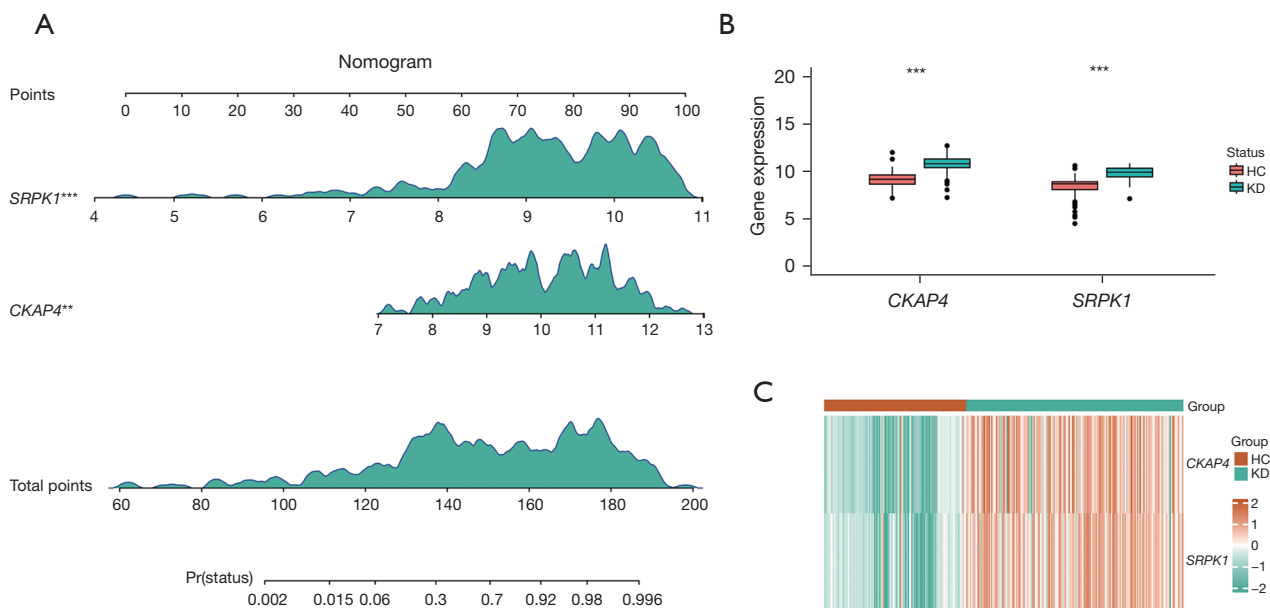 A
Nomogram
Points
0 10 20 30 40 50 60 70 80 90 100
SRPK1***
4 5 6 7 8 9 10 11
CKAP4**
7 8 9 10 11 12 13
Total points
60 80 100 120 140 160 180 200
Pr(status)
0.002 0.015 0.06 0.3 0.7 0.92 0.98 0.996
B
Gene expression
20
15
10
5
0
*** ***
CKAP4 SRPK1
Status
HC
KD
C
Group
CKAP4
SRPK1
Group
HC
KD
2
1
0
−1
−2